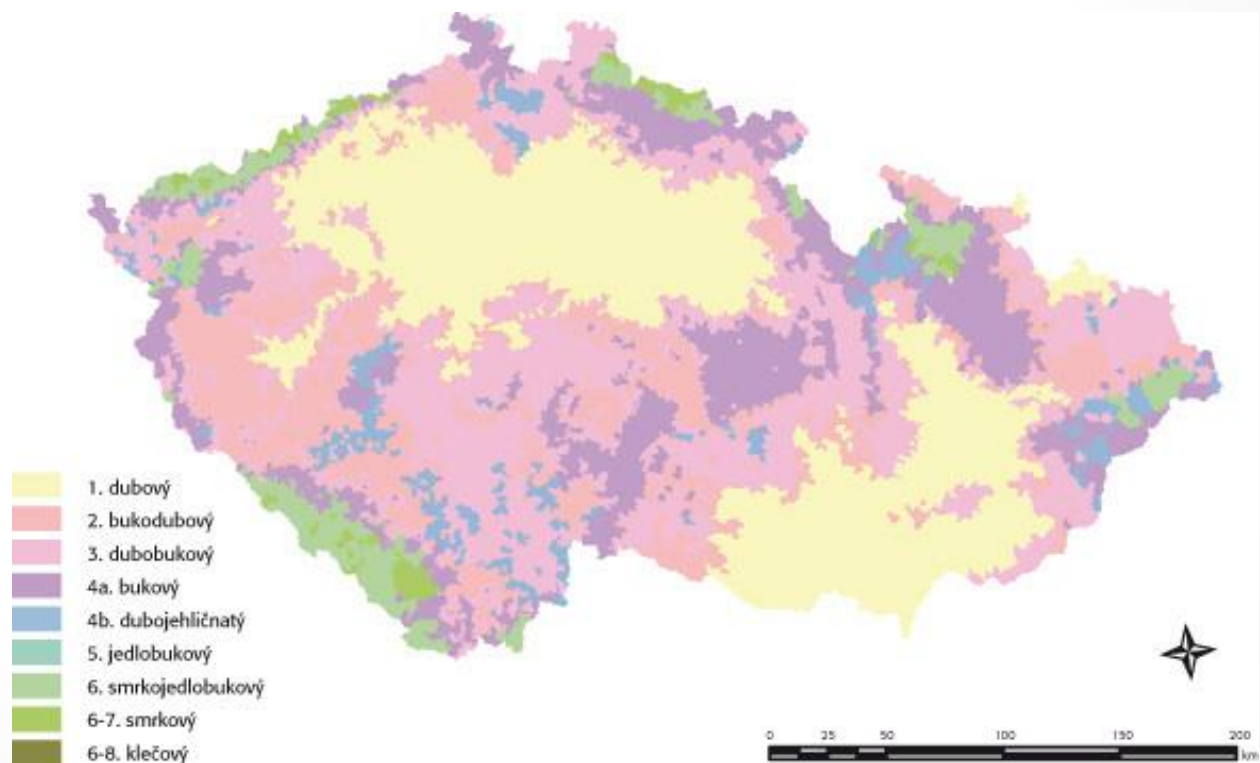 1. dubový
2. bukodubový
3. dubobukový
4a. bukový
4b. dubojehličnatý
5. jedlobukový
6. smrkojedlobukový
6-7. smrkový
6-8. klečový
0 25 50 100 150 200
km